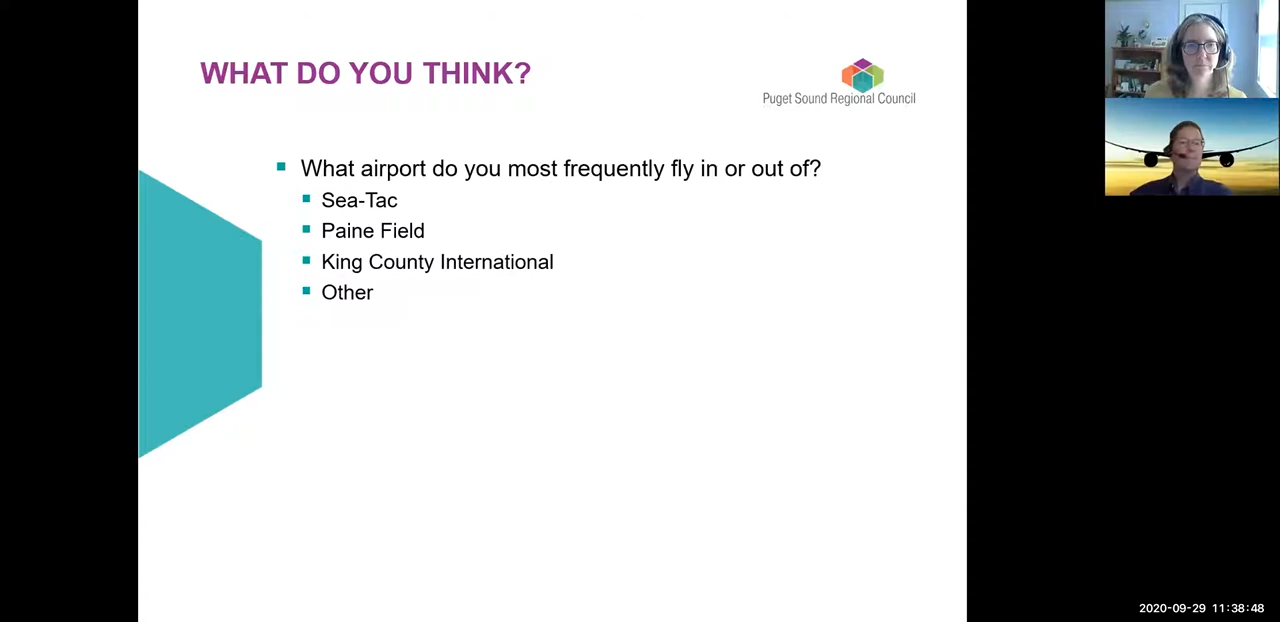 WHAT DO YOU THINK?
Puget Sound Regional Council
What airport do you most frequently fly in or out of?
Sea-Tac
Paine Field
King County International
Other
2020-09-29 11:38:48